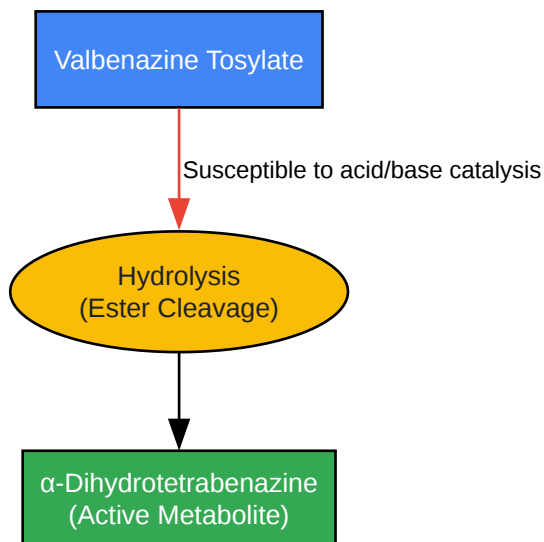 Valbenazine Tosylate
Susceptible to acid/base catalysis
Hydrolysis
(Ester Cleavage)
α-Dihydrotetrabenazine
(Active Metabolite)